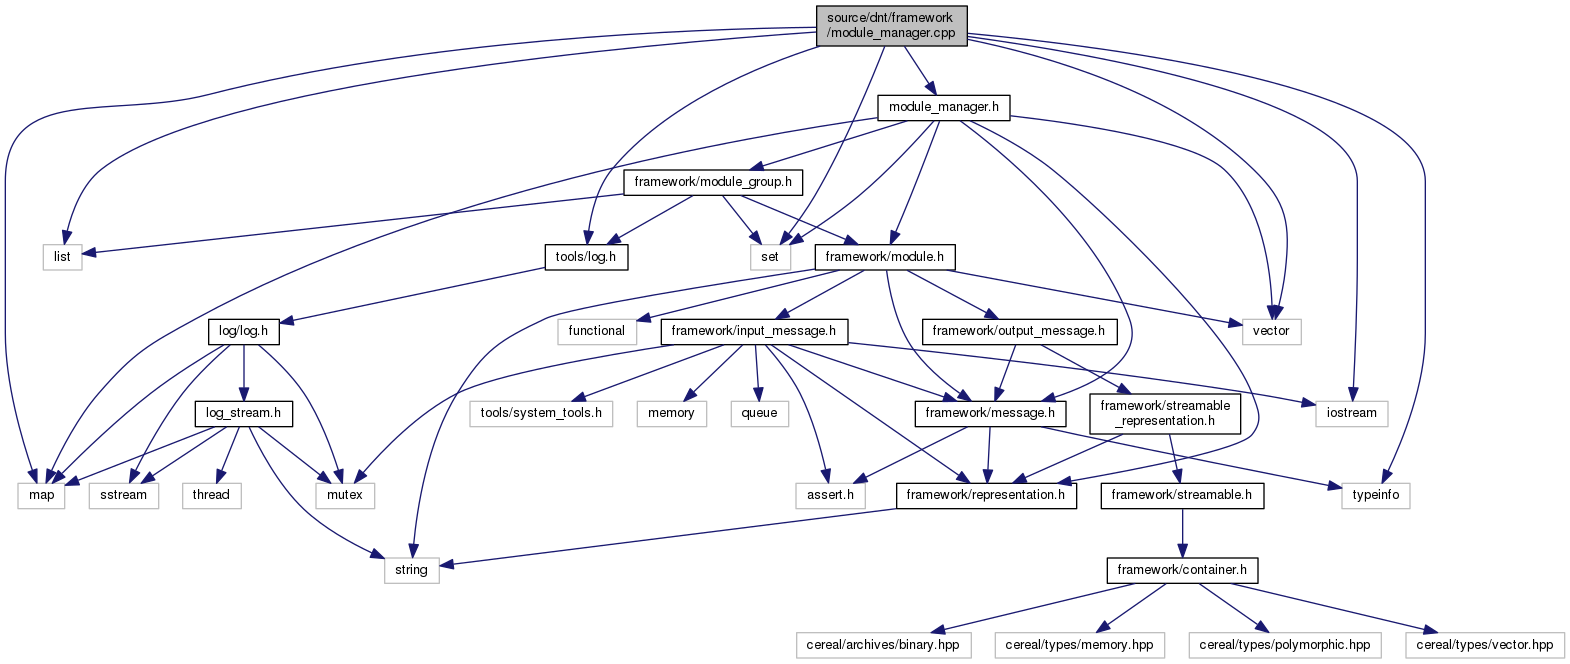 source/dnt/framework
/module_manager.cpp
module_manager.h
framework/module_group.h
list
tools/log.h
set
framework/module.h
log/log.h
functional
framework/input_message.h
framework/output_message.h
vector
log_stream.h
tools/system_tools.h
memory
queue
framework/message.h
framework/streamable
_representation.h
iostream
map
sstream
thread
mutex
assert.h
framework/representation.h
framework/streamable.h
typeinfo
string
framework/container.h
cereal/archives/binary.hpp
cereal/types/memory.hpp
cereal/types/polymorphic.hpp
cereal/types/vector.hpp